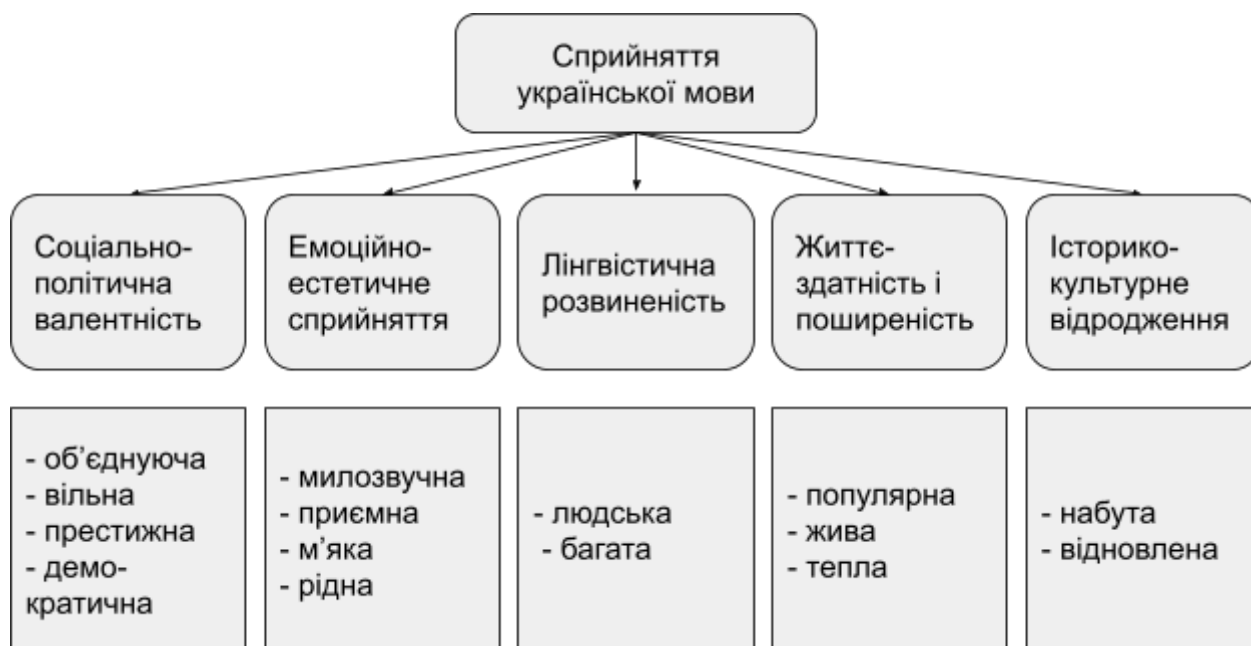 Сприйняття
української мови
Соціально-
політична
валентність
Емоційно-
естетичне
сприйняття
Лінгвістична
розвиненість
Життє-
здатність і
поширеність
Історико-
культурне
відродження
- об’єднуюча
- вільна
- престижна
- демо-
кратична
- милозвучна
- приємна
- м’яка
- рідна
- людська
- багата
- популярна
- жива
- тепла
- набута
- відновлена